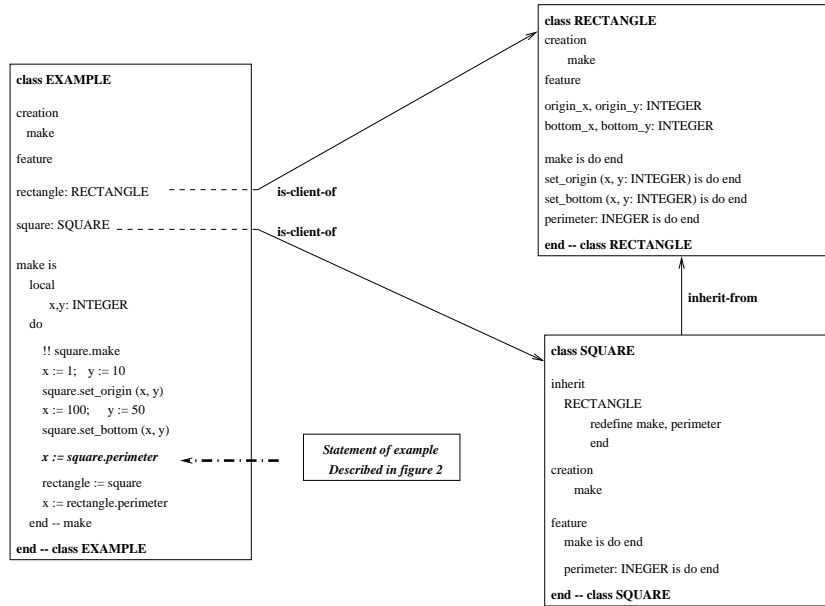 class EXAMPLE
creation
make
feature
rectangle: RECTANGLE
square: SQUARE
make is
local
x,y: INTEGER
do
!! square.make
x := 1; y := 10
square.set_origin (x, y)
x := 100; y := 50
square.set_bottom (x, y)
x := square.perimeter
rectangle := square
x := rectangle.perimeter
end -- make
end -- class EXAMPLE
is-client-of
is-client-of
Statement of example
Described in figure 2
class RECTANGLE
creation
make
feature
origin_x, origin_y: INTEGER
bottom_x, bottom_y: INTEGER
make is do end
set_origin (x, y: INTEGER) is do end
set_bottom (x, y: INTEGER) is do end
perimeter: INEGER is do end
end -- class RECTANGLE
inherit-from
class SQUARE
inherit
RECTANGLE
redefine make, perimeter
end
creation
make
feature
make is do end
perimeter: INEGER is do end
end -- class SQUARE